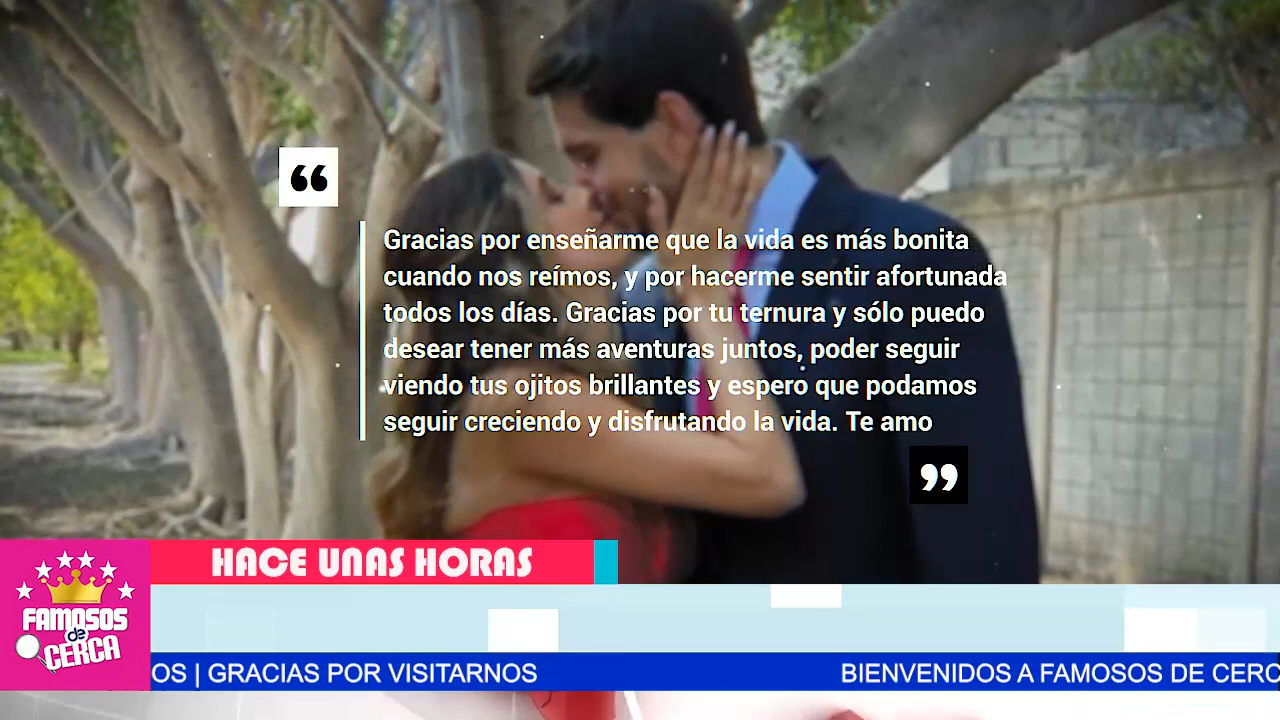 “
Gracias por enseñarme que la vida es más bonita
cuando nos reímos, y por hacerme sentir afortunada
todos los días. Gracias por tu ternura y sólo puedo
desear tener más aventuras juntos, poder seguir
viendo tus ojitos brillantes y espero que podamos
seguir creciendo y disfrutando la vida. Te amo
”
HACE UNAS HORAS
FAMOSOS
de
CERCA
OS | GRACIAS POR VISITARNOS
BIENVENIDOS A FAMOSOS DE CERC